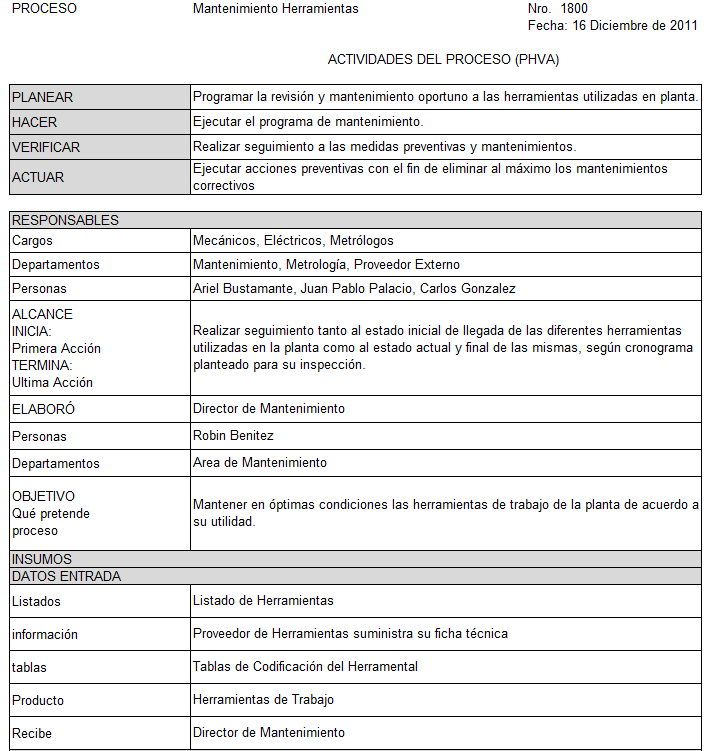 PROCESO Mantenimiento Herramientas Nro. 1800
Fecha: 16 Diciembre de 2011
ACTIVIDADES DEL PROCESO (PHVA)
PLANEAR Programar la revisión y mantenimiento oportuno a las herramientas utilizadas en planta.
HACER Ejecutar el programa de mantenimiento.
VERIFICAR Realizar seguimiento a las medidas preventivas y mantenimientos.
ACTUAR Ejecutar acciones preventivas con el fin de eliminar al máximo los mantenimientos
correctivos
RESPONSABLES
Cargos Mecánicos, Eléctricos, Metrólogos
Departamentos Mantenimiento, Metrología, Proveedor Externo
Personas Ariel Bustamante, Juan Pablo Palacio, Carlos Gonzalez
ALCANCE
INICIA:
Primera Acción
TERMINA:
Ultima Acción
Realizar seguimiento tanto al estado inicial de llegada de las diferentes herramientas
utilizadas en la planta como al estado actual y final de las mismas, según cronograma
planteado para su inspección.
ELABORÓ Director de Mantenimiento
Personas Robin Benitez
Departamentos Area de Mantenimiento
OBJETIVO
Qué pretende
proceso
Mantener en óptimas condiciones las herramientas de trabajo de la planta de acuerdo a
su utilidad.
INSUMOS
DATOS ENTRADA
Listados Listado de Herramientas
información Proveedor de Herramientas suministra su ficha técnica
tablas Tablas de Codificación del Herramental
Producto Herramientas de Trabajo
Recibe Director de Mantenimiento